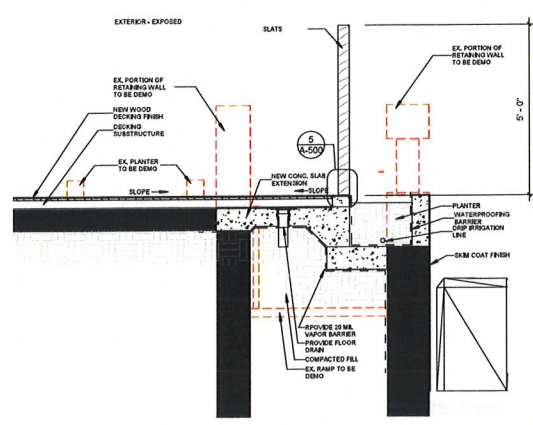 EXTERIOR - EXPOSED
SLATS
EX. PORTION OF
RETAINING WALL
TO BE DEMO
EX. PORTION OF
RETAINING WALL
TO BE DEMO
NEW WOOD
DECKING FINISH
DECKING
SUBSTRUCTURE
5' - 0"
5
A-500
EX. PLANTER
TO BE DEMO
NEW CONC. SLAB
EXTENSION
SLOPE
SLOPE
PLANTER
WATERPROOFING
BARRIER
DRIP IRRIGATION
LINE
SKIM COAT FINISH
RPOVIDE 20 MIL
VAPOR BARRIER
PROVIDE FLOOR
DRAIN
COMPACTED FILL
EX. RAMP TO BE
DEMO